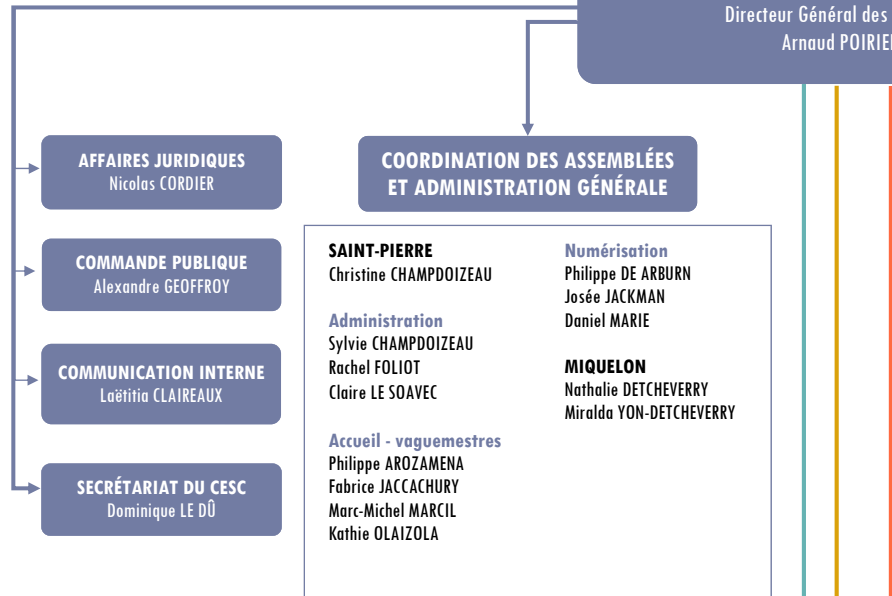 Directeur Général des
Arnaud
AFFAIRES JURIDIQUES
Nicolas CORDIER
COMMANDE PUBLIQUE
Alexandre GEOFFROY
COMMUNICATION INTERNE
Laëtitia CLAIREAUX
SECRÉTARIAT DU CESC
Dominique LE DÛ
COORDINATION DES ASSEMBLÉES
ET ADMINISTRATION GÉNÉRALE
SAINT-PIERRE
Christine CHAMPDOIZEAU
Administration
Sylvie CHAMPDOIZEAU
Rachel FOLIOT
Claire LE SOAVEC
Accueil - vaguemestres
Philippe AROZAMENA
Fabrice JACCACHURY
Marc-Michel MARCIL
Kathie OLAIZOLA
Numérisation
Philippe DE ARBURN
Josée JACKMAN
Daniel MARIE
MIQUELON
Nathalie DETCHEVERRY
Miralda YON-DETCHEVERRY